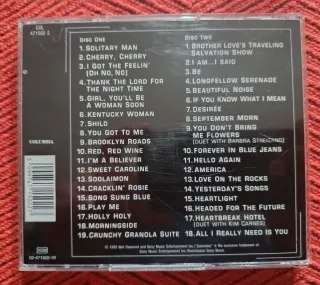 COL
471502 2
DISC ONE
1. SOLITARY MAN
2. CHERRY, CHERRY
3. I GOT THE FEELIN'
(OH NO, NO)
4. THANK THE LORD FOR
THE NIGHT TIME
5. GIRL, YOU'LL BE A
WOMAN SOON
6. KENTUCKY WOMAN
7. SHILO
8. YOU GOT TO ME
9. BROOKLYN ROADS
10. RED, RED WINE
11. I'M A BELIEVER
12. SWEET CAROLINE
13. SOOLAIMON
14. CRACKLIN' ROSIE
15. SONG SUNG BLUE
16. PLAY ME
17. HOLLY HOLY
18. MORNINGSIDE
19. CRUNCHY GRANOLA SUITE
DISC TWO
1. BROTHER LOVE'S TRAVELING
SALVATION SHOW
2. I AM...I SAID
3. BE
4. LONGFELLOW SERENADE
5. BEAUTIFUL NOISE
6. IF YOU KNOW WHAT I MEAN
7. DESIRÉE
8. SEPTEMBER MORN
9. YOU DON'T BRING
ME FLOWERS
(DUET WITH BARBRA STREISAND)
10. FOREVER IN BLUE JEANS
11. HELLO AGAIN
12. AMERICA
13. LOVE ON THE ROCKS
14. YESTERDAY'S SONGS
15. HEARTLIGHT
16. HEADED FOR THE FUTURE
17. HEARTBREAK HOTEL
(DUET WITH KIM CARNES)
18. ALL I REALLY NEED IS YOU
COLUMBIA